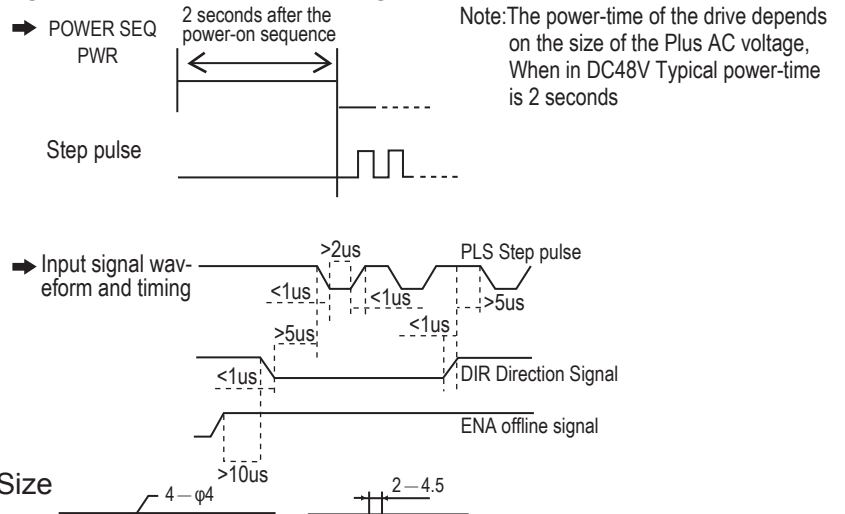 ➡ POWER SEQ
PWR
2 seconds after the
power-on sequence
Note:The power-time of the drive depends
on the size of the Plus AC voltage,
When in DC48V Typical power-time
is 2 seconds
Step pulse
➡ Input signal wav-
eform and timing
>2us
PLS Step pulse
<1us
<1us
>5us
>5us
<1us
<1us
DIR Direction Signal
ENA offline signal
>10us
Size
4—φ4
2—4.5